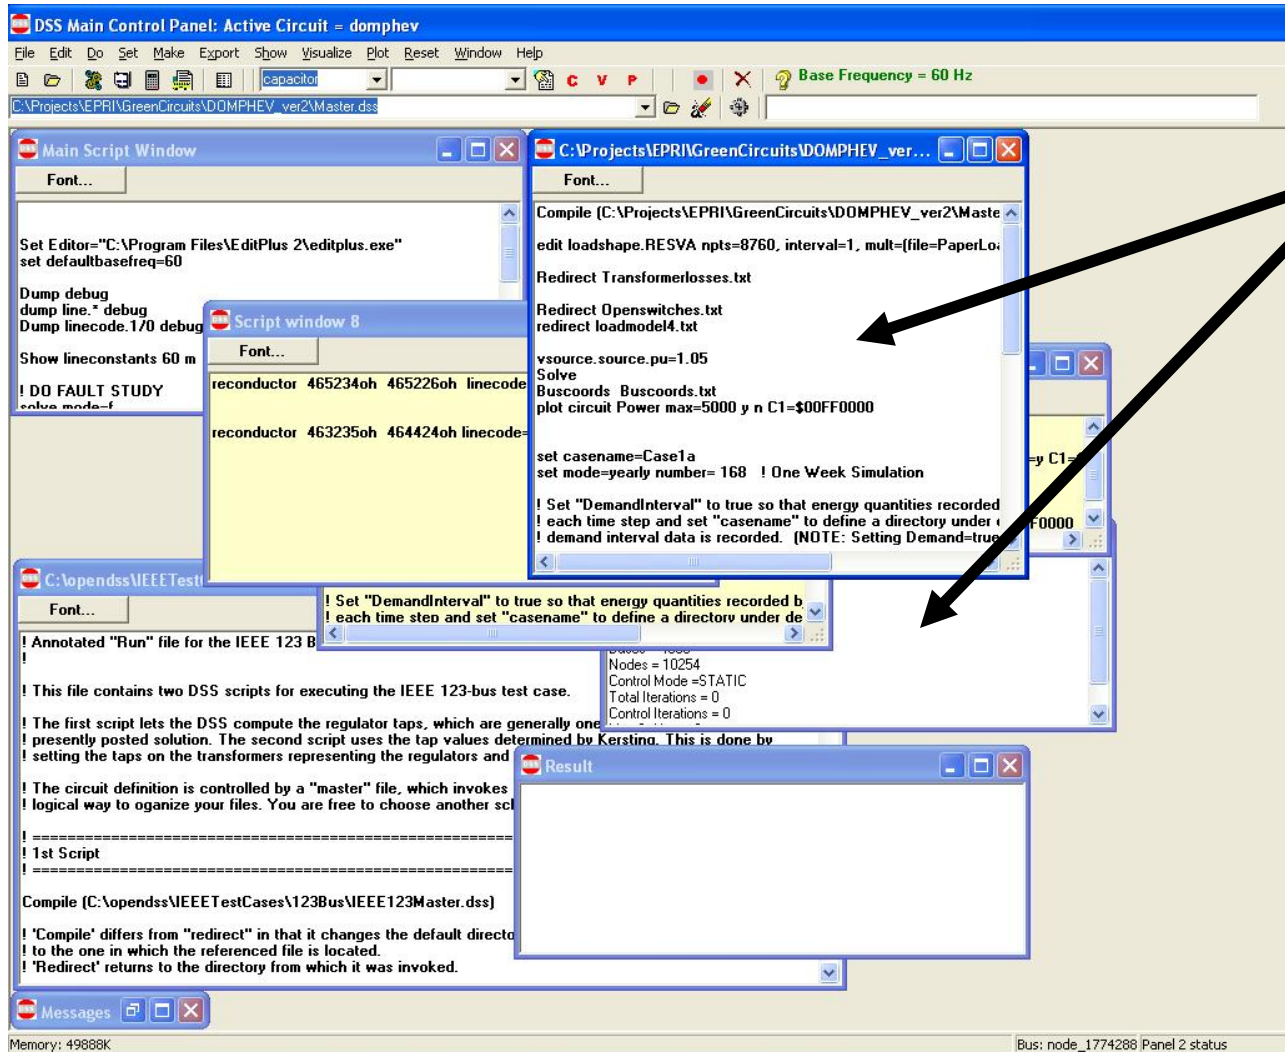 DSS Main Control Panel: Active Circuit = domphev
File Edit Do Set Make Export Show Visualize Plot Reset Window Help
capacitor
C V P
Base Frequency = 60 Hz
C:\Projects\EPRI\GreenCircuits\DOMPHEV_ver2\Master.dss
Main Script Window
Font...
Set Editor="C:\Program Files\EditPlus 2\editplus.exe"
set defaultbasefreq=60
Dump debug
dump line.* debug
Dump linecode.1/0 debug
Show lineconstants 60 m
! DO FAULT STUDY
solve mode=f
C:\Projects\EPRI\GreenCircuits\DOMPHEV_ver...
Font...
Compile (C:\Projects\EPRI\GreenCircuits\DOMPHEV_ver2\Maste
edit loadshape.RESVA npts=8760, interval=1, mult=(file=PaperLoa
Redirect Transformerlosses.txt
Redirect Openswitches.txt
redirect loadmodel4.txt
vsource.source.pu=1.05
Solve
Buscoords Buscoords.txt
plot circuit Power max=5000 y n C1=$00FF0000
set casename=Case1a
set mode=yearly number= 168 ! One Week Simulation
! Set "DemandInterval" to true so that energy quantities recorded
! each time step and set "casename" to define a directory under
! demand interval data is recorded. (NOTE: Setting Demand=true
Script window 8
Font...
reconductor 465234oh 465226oh linecode
reconductor 463235oh 464424oh linecode=
=y C1=
F0000
! Set "DemandInterval" to true so that energy quantities recorded b
! each time step and set "casename" to define a directory under de
Nodes = 10254
Control Mode =STATIC
Total Iterations = 0
Control Iterations = 0
C:\opendss\IEEETest
Font...
! Annotated "Run" file for the IEEE 123 B
!
! This file contains two DSS scripts for executing the IEEE 123-bus test case.
! The first script lets the DSS compute the regulator taps, which are generally one
! presently posted solution. The second script uses the tap values determined by Kersting. This is done by
! setting the taps on the transformers representing the regulators and
! The circuit definition is controlled by a "master" file, which invokes
! logical way to oganize your files. You are free to choose another sc
! ==================================================
! 1st Script
! ==================================================
Compile (C:\opendss\IEEETestCases\123Bus\IEEE123Master.dss)
! 'Compile' differs from "redirect" in that it changes the default directo
! to the one in which the referenced file is located.
! 'Redirect' returns to the directory from which it was invoked.
Result
Messages
Memory: 49888K
Bus: node_1774288 Panel 2 status